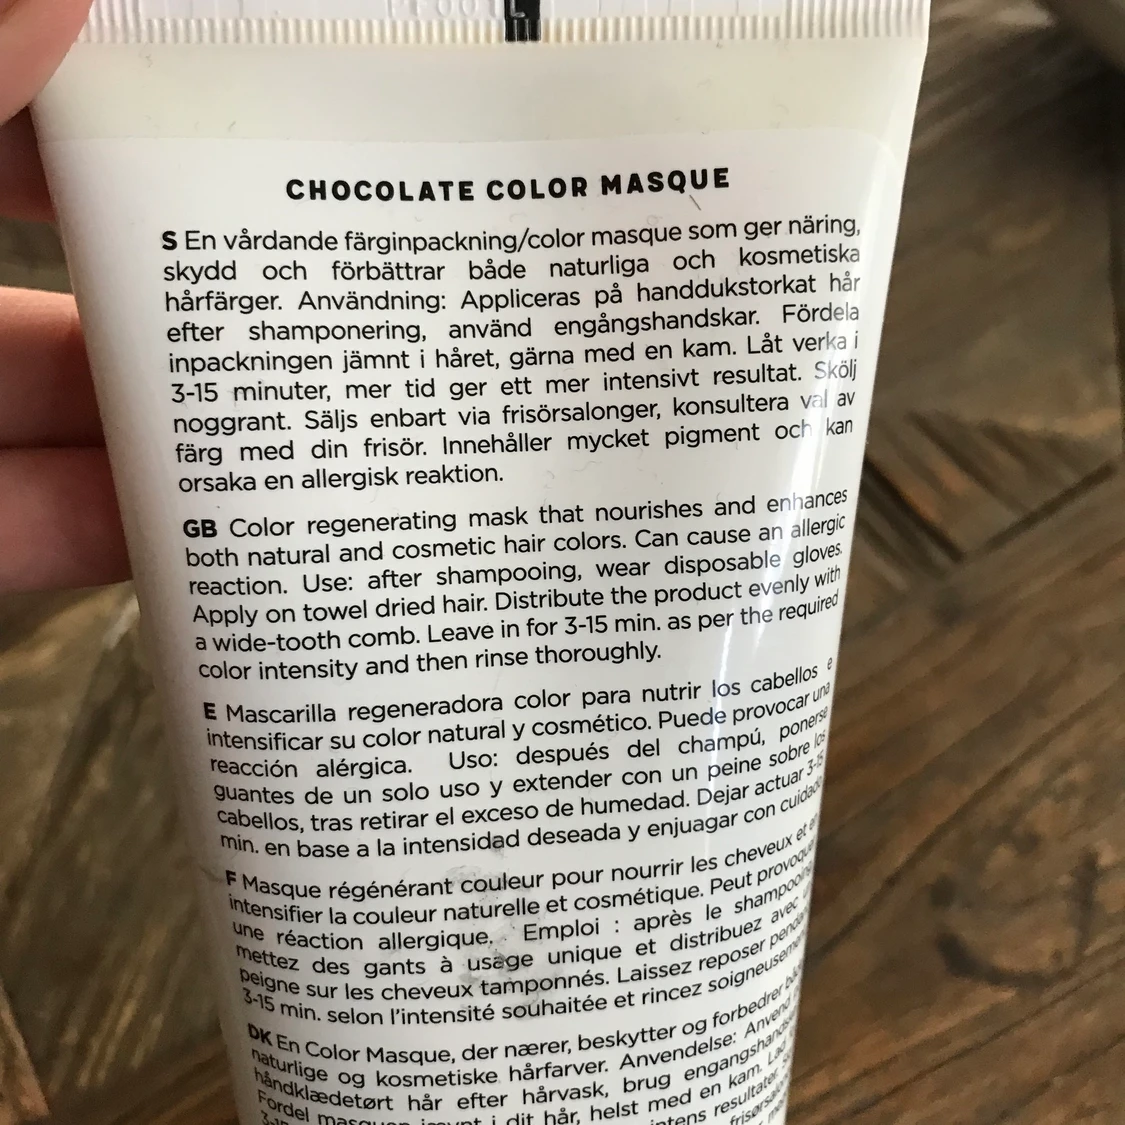 CHOCOLATE COLOR MASQUE
S En vårdande färginpackning/color masque som ger näring,
skydd och förbättrar både naturliga och kosmetiska
hårfärger. Användning: Appliceras på handdukstorkat hår
efter shamponering, använd engångshandskar. Fördela
inpackningen jämnt i håret, gärna med en kam. Låt verka i
3-15 minuter, mer tid ger ett mer intensivt resultat. Skölj
noggrant. Säljs enbart via frisörsalonger, konsultera val av
färg med din frisör. Innehåller mycket pigment och kan
orsaka en allergisk reaktion.
GB Color regenerating mask that nourishes and enhances
both natural and cosmetic hair colors. Can cause an allergic
reaction. Use: after shampooing, wear disposable gloves.
Apply on towel dried hair. Distribute the product evenly with
a wide-tooth comb. Leave in for 3-15 min. as per the required
color intensity and then rinse thoroughly.
E Mascarilla regeneradora color para nutrir los cabellos e
intensificar su color natural y cosmético. Puede provocar una
reacción alérgica. Uso: después del champú, ponerse
guantes de un solo uso y extender con un peine sobre los
cabellos, tras retirar el exceso de humedad. Dejar actuar 3-15
min. en base a la intensidad deseada y enjuagar con cuidado.
F Masque régénérant couleur pour nourrir les cheveux et en
intensifier la couleur naturelle et cosmétique. Peut provoquer
une réaction allergique. Emploi : après le shampooing,
mettez des gants à usage unique et distribuez avec
peigne sur les cheveux tamponnés. Laissez reposer pendant
3-15 min. selon l'intensité souhaitée et rincez soigneusement.
DK En Color Masque, der nærer, beskytter og forbedrer både
naturlige og kosmetiske hårfarver. Anvendelse: Anvend
håndklædetørt hår efter hårvask, brug engangshandsker.
Fordel masquen jævnt i dit hår, helst med en kam. Lad
intens resultater.